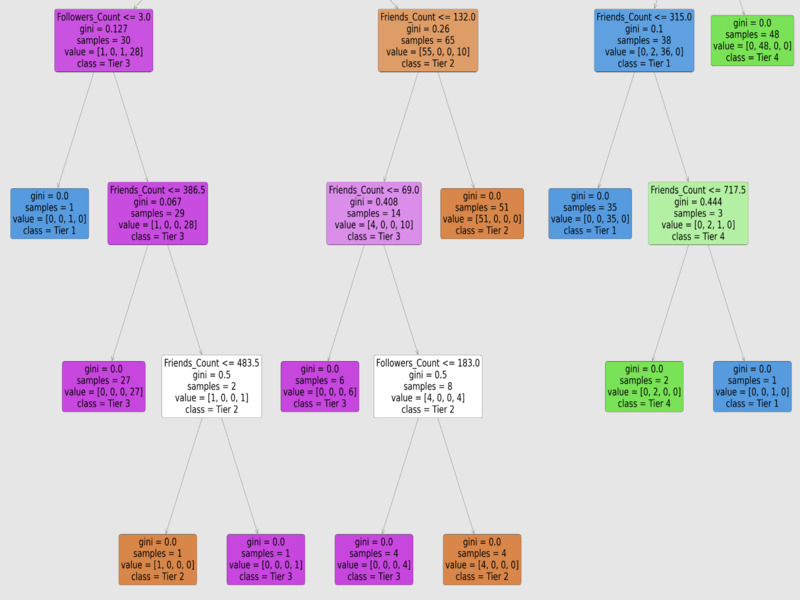 Followers_Count <= 3.0
gini = 0.127
samples = 30
value = [1, 0, 1, 28]
class = Tier 3
Friends_Count <= 132.0
gini = 0.26
samples = 65
value = [55, 0, 0, 10]
class = Tier 2
Friends_Count <= 315.0
gini = 0.1
samples = 38
value = [0, 2, 36, 0]
class = Tier 1
gini = 0.0
samples = 48
value = [0, 48, 0, 0]
class = Tier 4
gini = 0.0
samples = 1
value = [0, 0, 1, 0]
class = Tier 1
Friends_Count <= 386.5
gini = 0.067
samples = 29
value = [1, 0, 0, 28]
class = Tier 3
Friends_Count <= 69.0
gini = 0.408
samples = 14
value = [4, 0, 0, 10]
class = Tier 3
gini = 0.0
samples = 51
value = [51, 0, 0, 0]
class = Tier 2
gini = 0.0
samples = 35
value = [0, 0, 35, 0]
class = Tier 1
Friends_Count <= 717.5
gini = 0.444
samples = 3
value = [0, 2, 1, 0]
class = Tier 4
gini = 0.0
samples = 27
value = [0, 0, 0, 27]
class = Tier 3
Friends_Count <= 483.5
gini = 0.5
samples = 2
value = [1, 0, 0, 1]
class = Tier 2
gini = 0.0
samples = 6
value = [0, 0, 0, 6]
class = Tier 3
Followers_Count <= 183.0
gini = 0.5
samples = 8
value = [4, 0, 0, 4]
class = Tier 2
gini = 0.0
samples = 2
value = [0, 2, 0, 0]
class = Tier 4
gini = 0.0
samples = 1
value = [0, 0, 1, 0]
class = Tier 1
gini = 0.0
samples = 1
value = [1, 0, 0, 0]
class = Tier 2
gini = 0.0
samples = 1
value = [0, 0, 0, 1]
class = Tier 3
gini = 0.0
samples = 4
value = [0, 0, 0, 4]
class = Tier 3
gini = 0.0
samples = 4
value = [4, 0, 0, 0]
class = Tier 2